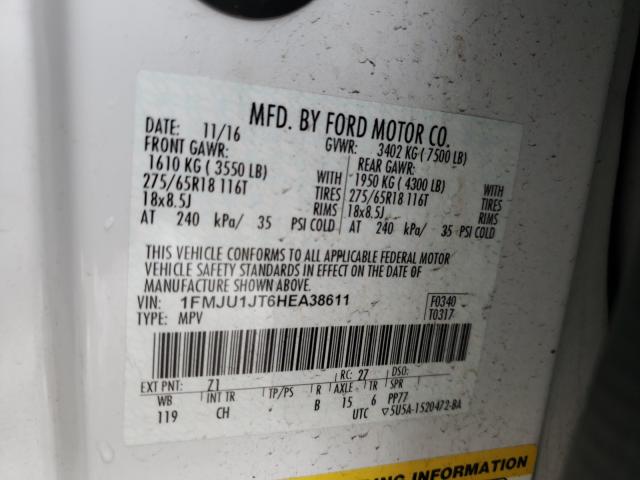 MFD. BY FORD MOTOR CO.
DATE: 11/16 GVWR: 3402 KG ( 7500 LB)
FRONT GAWR: REAR GAWR:
1610 KG ( 3550 LB) WITH 1950 KG ( 4300 LB) WITH
275/65R18 116T TIRES 275/65R18 116T TIRES
18x8.5J RIMS 18x8.5J RIMS
AT 240 kPa/ 35 PSI COLD AT 240 kPa/ 35 PSI COLD
THIS VEHICLE CONFORMS TO ALL APPLICABLE FEDERAL MOTOR
VEHICLE SAFETY STANDARDS IN EFFECT ON THE DATE OF
MANUFACTURE SHOWN ABOVE.
VIN: 1FMJU1JT6HEA38611 F0340
TYPE: MPV T0317
EXT PNT: Z1 RC: 27 DSO:
WB INT TR TP/PS R AXLE TR SPR
119 CH B 15 6 PP77
UTC ▽5U5A-1520472-BA
ING INFORMATION